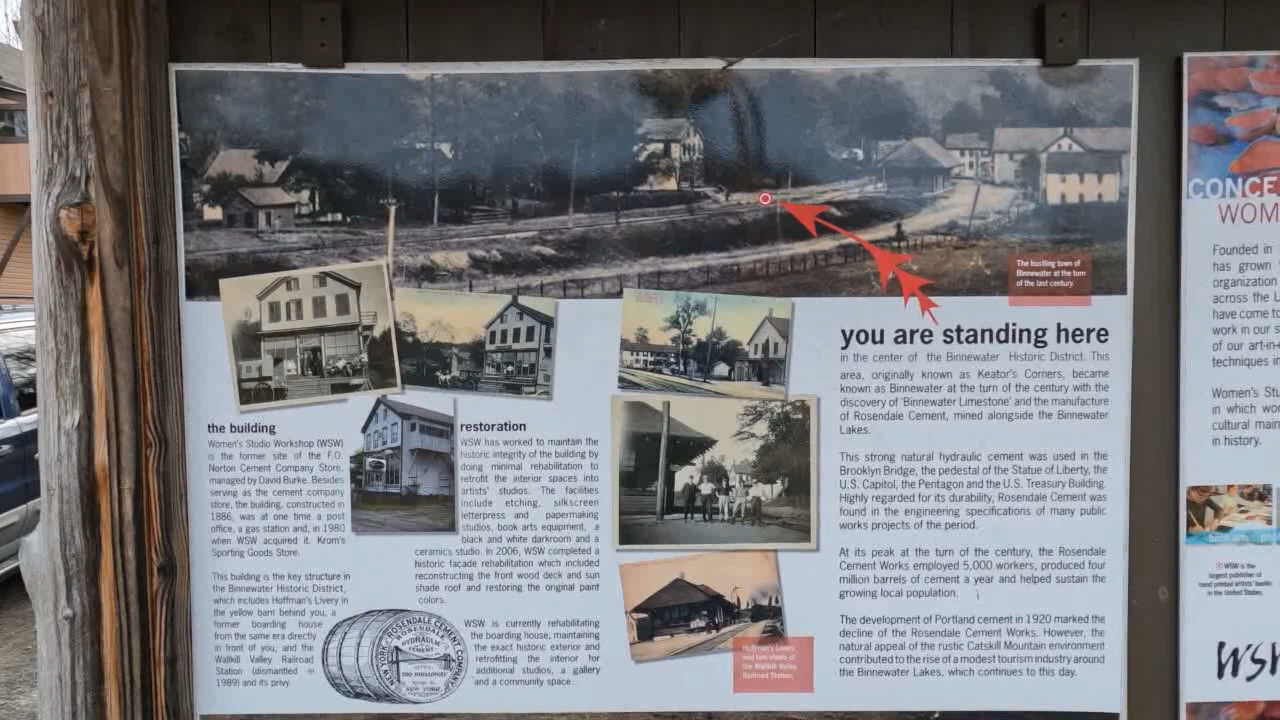 The bustling town of
Binnewater at the turn
of the last century.
you are standing here
in the center of the Binnewater Historic District. This
area, originally known as Keator's Corners, became
known as Binnewater at the turn of the century with the
discovery of 'Binnewater Limestone' and the manufacture
of Rosendale Cement, mined alongside the Binnewater
Lakes.
This strong natural hydraulic cement was used in the
Brooklyn Bridge, the pedestal of the Statue of Liberty, the
U.S. Capitol, the Pentagon and the U.S. Treasury Building.
Highly regarded for its durability, Rosendale Cement was
found in the engineering specifications of many public
works projects of the period.
At its peak at the turn of the century, the Rosendale
Cement Works employed 5,000 workers, produced four
million barrels of cement a year and helped sustain the
growing local population.
The development of Portland cement in 1920 marked the
decline of the Rosendale Cement Works. However, the
natural appeal of the rustic Catskill Mountain environment
contributed to the rise of a modest tourism industry around
the Binnewater Lakes, which continues to this day.
the building
Women's Studio Workshop (WSW)
is the former site of the F.O.
Norton Cement Company Store,
managed by David Burke. Besides
serving as the cement company
store, the building, constructed in
1886, was at one time a post
office, a gas station and, in 1980
when WSW acquired it, Krom's
Sporting Goods Store.
This building is the key structure in
the Binnewater Historic District,
which includes Hoffman's Livery in
the yellow barn behind you, a
former boarding house
from the same era directly
in front of you; and the
Wallkill Valley Railroad
Station (dismantled in
1989) and its privy.
restoration
WSW has worked to maintain the
historic integrity of the building by
doing minimal rehabilitation to
retrofit the interior spaces into
artists' studios. The facilities
include etching, silkscreen
letterpress and papermaking
studios, book arts equipment, a
black and white darkroom and a
ceramics studio. In 2006, WSW completed a
historic façade rehabilitation which included
reconstructing the front wood deck and sun
shade roof and restoring the original paint
colors.
WSW is currently rehabilitating
the boarding house, maintaining
the exact historic exterior and
retrofitting the interior for
additional studios, a gallery
and a community space.
NEW YORK & ROSENDALE CEMENT COMPANY
ROSENDALE
HYDRAULIC
CEMENT
BROADWAY
NEW YORK.
Hoffman's Livery
and two views of
the Wallkill Valley
Railroad Station.
CONCE
WOM
Founded in
has grown
organization
across the
have come to
work in our s
of our art-in-
techniques in
Women's Stu
in which wo
cultural main
in history.
book arts
WSW is the
largest publisher of
hand printed artists' books
in the United States.
WSW